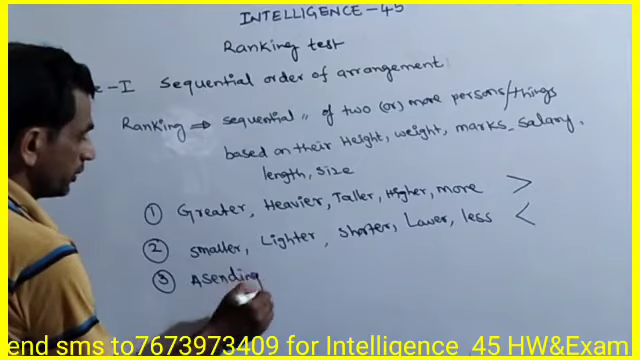 INTELLIGENCE - 45
Ranking test
- I Sequential order of arrangement
Ranking ⇒ sequential 〃 of two (or) more persons/things
based on their Height, weight, marks, salary.
length, size
① Greater, Heavier, Taller, Higher, more >
② smaller, Lighter, shorter, Lower, less <
③ Asending
end sms to7673973409 for Intelligence 45 HW&Exam